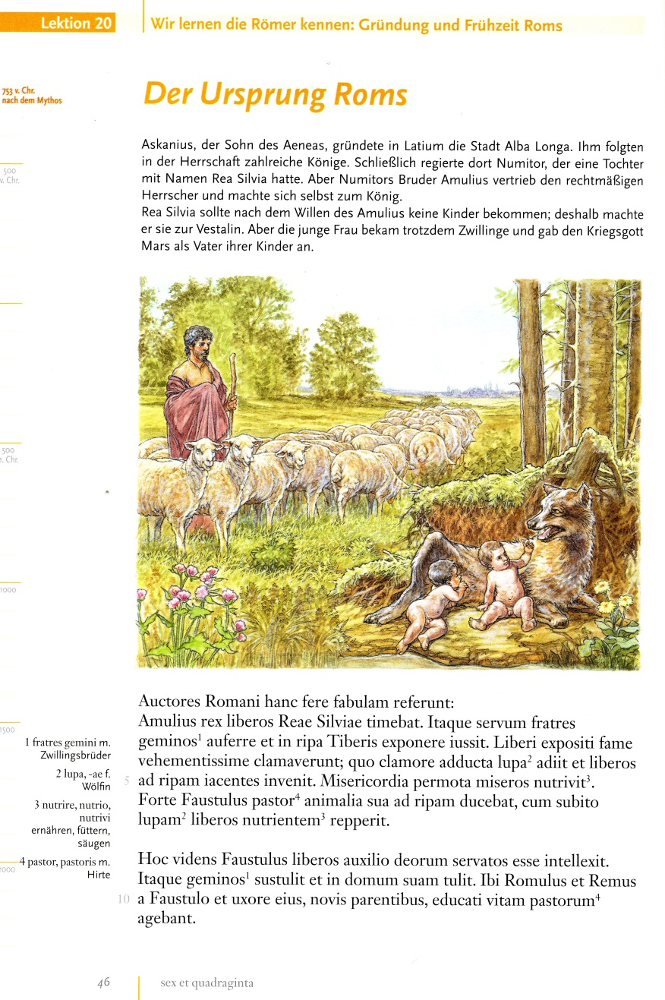 Lektion 20
Wir lernen die Römer kennen: Gründung und Frühzeit Roms
753 v. Chr.
nach dem Mythos
Der Ursprung Roms
Askanius, der Sohn des Aeneas, gründete in Latium die Stadt Alba Longa. Ihm folgten
in der Herrschaft zahlreiche Könige. Schließlich regierte dort Numitor, der eine Tochter
mit Namen Rea Silvia hatte. Aber Numitors Bruder Amulius vertrieb den rechtmäßigen
Herrscher und machte sich selbst zum König.
Rea Silvia sollte nach dem Willen des Amulius keine Kinder bekommen; deshalb machte
er sie zur Vestalin. Aber die junge Frau bekam trotzdem Zwillinge und gab den Kriegsgott
Mars als Vater ihrer Kinder an.
500
v. Chr.
500
n. Chr.
1000
1500
2000
Auctores Romani hanc fere fabulam referunt:
Amulius rex liberos Reae Silviae timebat. Itaque servum fratres
geminos¹ auferre et in ripa Tiberis exponere iussit. Liberi expositi fame
vehementissime clamaverunt; quo clamore adducta lupa² adiit et liberos
5 ad ripam iacentes invenit. Misericordia permota miseros nutrivit³.
Forte Faustulus pastor⁴ animalia sua ad ripam ducebat, cum subito
lupam² liberos nutrientem³ repperit.
Hoc videns Faustulus liberos auxilio deorum servatos esse intellexit.
Itaque geminos¹ sustulit et in domum suam tulit. Ibi Romulus et Remus
10 a Faustulo et uxore eius, novis parentibus, educati vitam pastorum⁴
agebant.
1 fratres gemini m.
Zwillingsbrüder
2 lupa, -ae f.
Wölfin
3 nutrire, nutrio,
nutrivi
ernähren, füttern,
säugen
4 pastor, pastoris m.
Hirte
46
sex et quadraginta